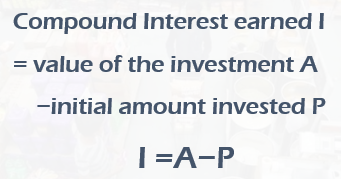 Compound Interest earned I
= value of the investment A
–initial amount invested P
I =A–P